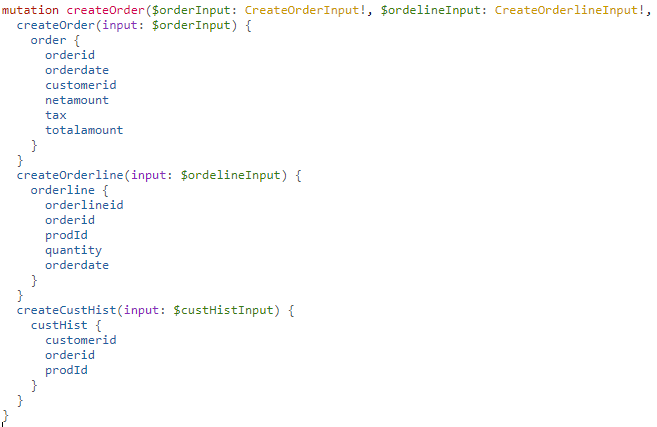 mutation createOrder($orderInput: CreateOrderInput!, $ordelineInput: CreateOrderlineInput!,
  createOrder(input: $orderInput) {
    order {
      orderid
      orderdate
      customerid
      netamount
      tax
      totalamount
    }
  }
  createOrderline(input: $ordelineInput) {
    orderline {
      orderlineid
      orderid
      prodId
      quantity
      orderdate
    }
  }
  createCustHist(input: $custHistInput) {
    custHist {
      customerid
      orderid
      prodId
    }
  }
}